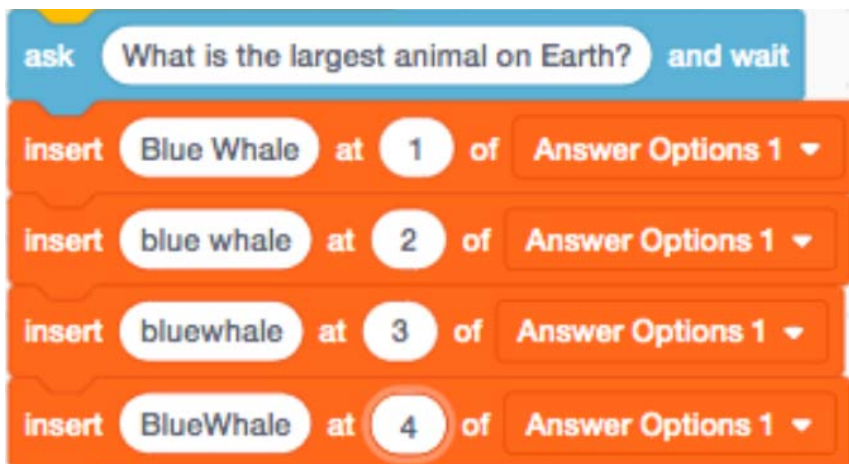 ask What is the largest animal on Earth? and wait
insert Blue Whale at 1 of Answer Options 1
insert blue whale at 2 of Answer Options 1
insert bluewhale at 3 of Answer Options 1
insert BlueWhale at 4 of Answer Options 1